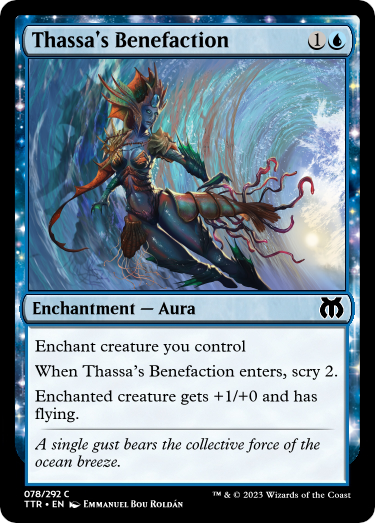 Thassa's Benefaction 1
Enchantment — Aura
Enchant creature you control
When Thassa's Benefaction enters, scry 2.
Enchanted creature gets +1/+0 and has
flying.
A single gust bears the collective force of the
ocean breeze.
078/292 C
TTR • EN Emmanuel Bou Roldán
™ & © 2023 Wizards of the Coast